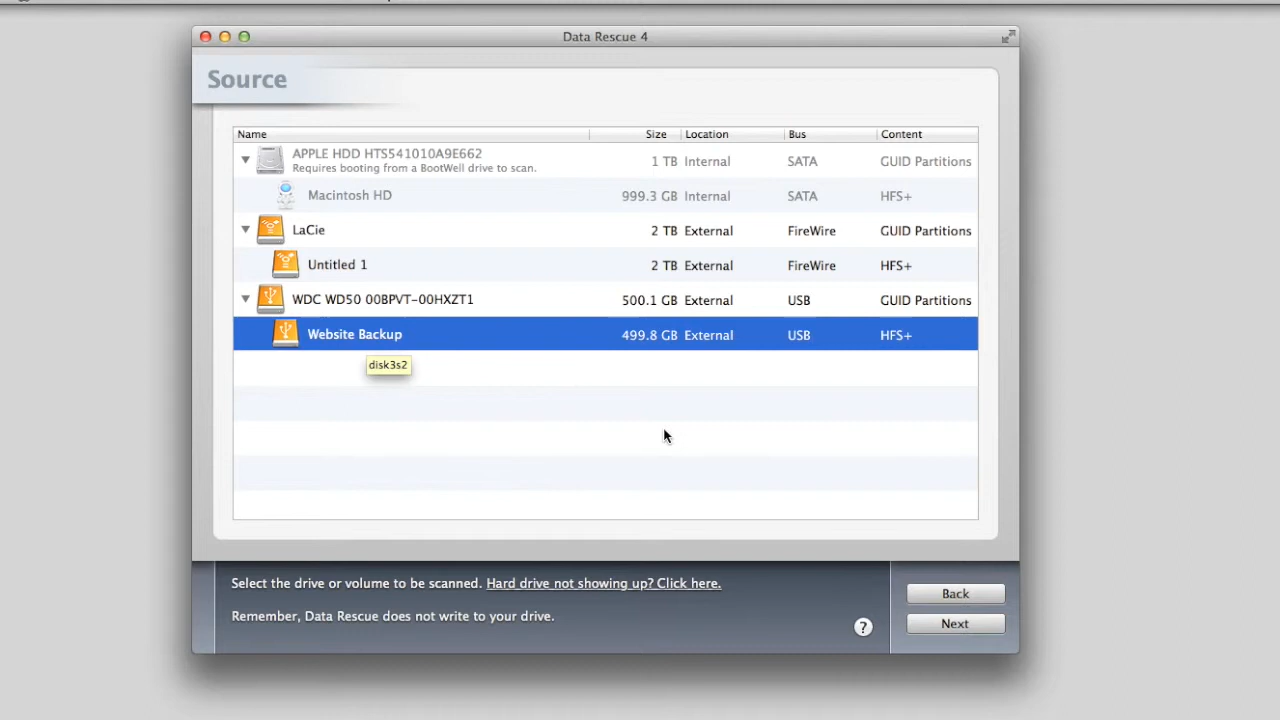 Data Rescue 4
Source
Name Size Location Bus Content
APPLE HDD HTS541010A9E662 1 TB Internal SATA GUID Partitions
Requires booting from a BootWell drive to scan.
Macintosh HD 999.3 GB Internal SATA HFS+
LaCie 2 TB External FireWire GUID Partitions
Untitled 1 2 TB External FireWire HFS+
WDC WD50 00BPVT-00HXZT1 500.1 GB External USB GUID Partitions
Website Backup 499.8 GB External USB HFS+
disk3s2
Select the drive or volume to be scanned. Hard drive not showing up? Click here.
Back
Remember, Data Rescue does not write to your drive.
?
Next